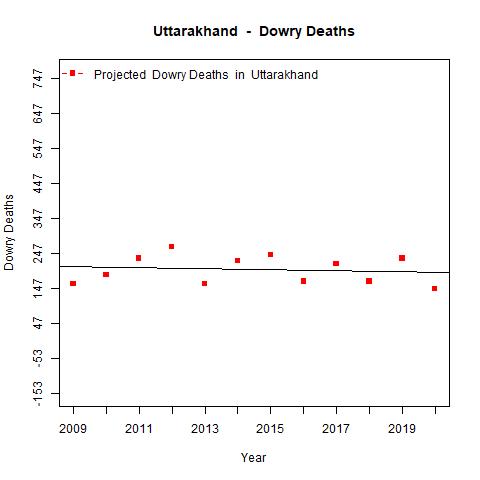 Uttarakhand - Dowry Deaths
Projected Dowry Deaths in Uttarakhand
747
647
547
447
347
247
147
47
-53
-153
Dowry Deaths
2009 2011 2013 2015 2017 2019
Year